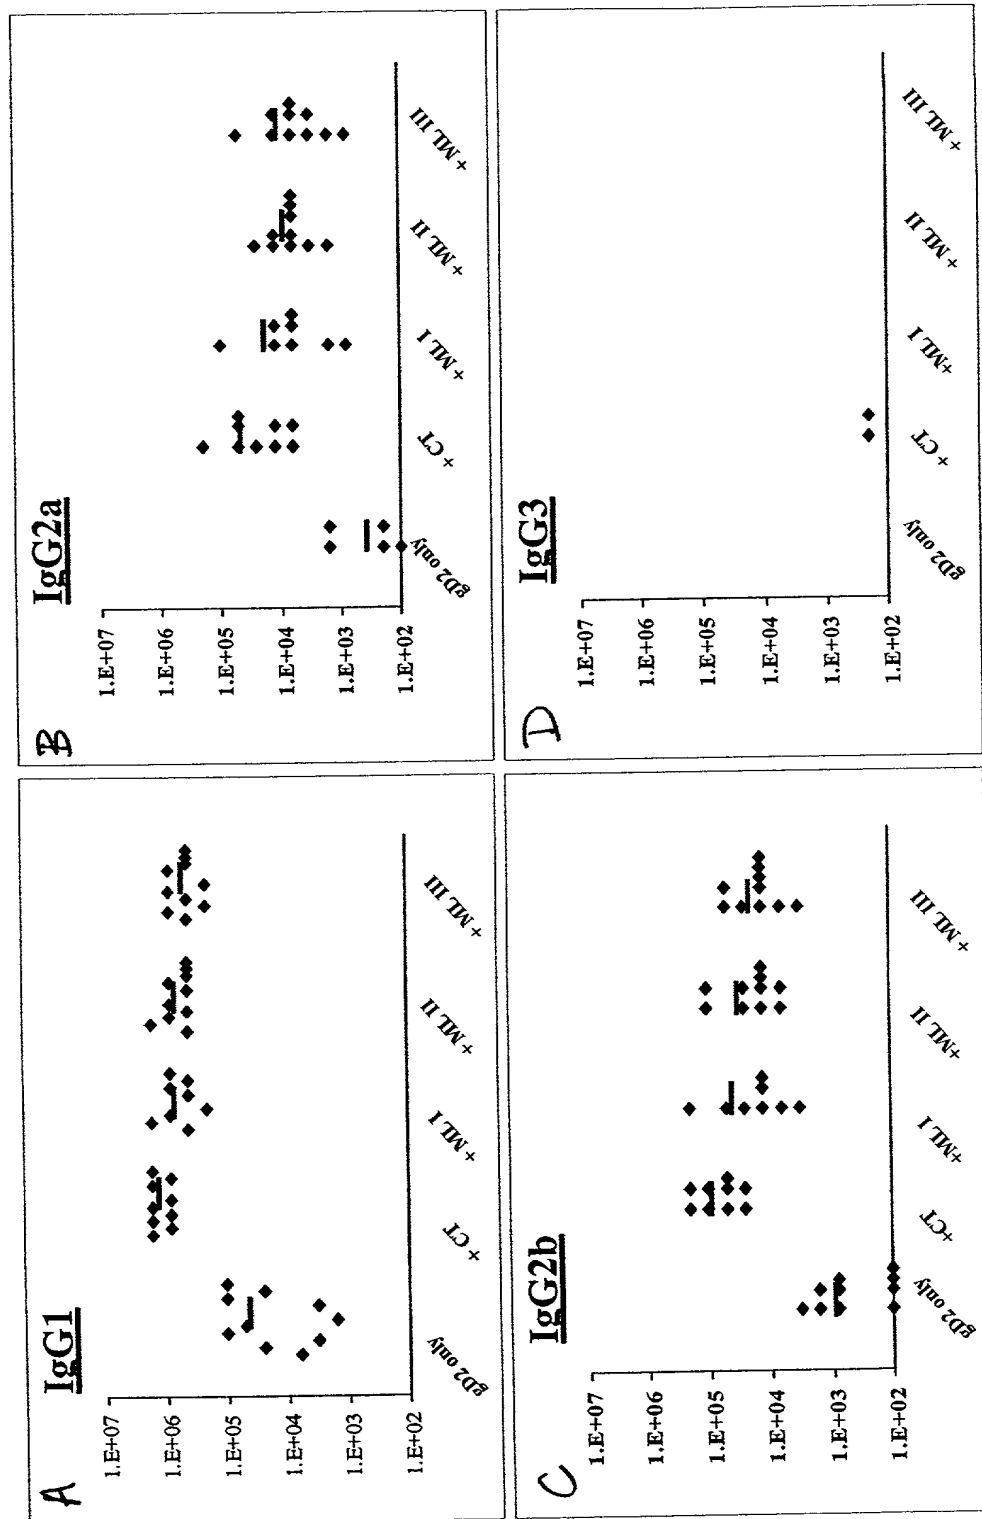 A
IgG1
1.E+07
1.E+06
1.E+05
1.E+04
1.E+03
1.E+02
gD2 only
+ CT
+ ML I
+ ML II
+ ML III
B
IgG2a
1.E+07
1.E+06
1.E+05
1.E+04
1.E+03
1.E+02
gD2 only
+ CT
+ ML I
+ ML II
+ ML III
C
IgG2b
1.E+07
1.E+06
1.E+05
1.E+04
1.E+03
1.E+02
gD2 only
+CT
+ML I
+ML II
+ ML III
D
IgG3
1.E+07
1.E+06
1.E+05
1.E+04
1.E+03
1.E+02
gD2 only
+ CT
+ML I
+ ML II
+ ML III